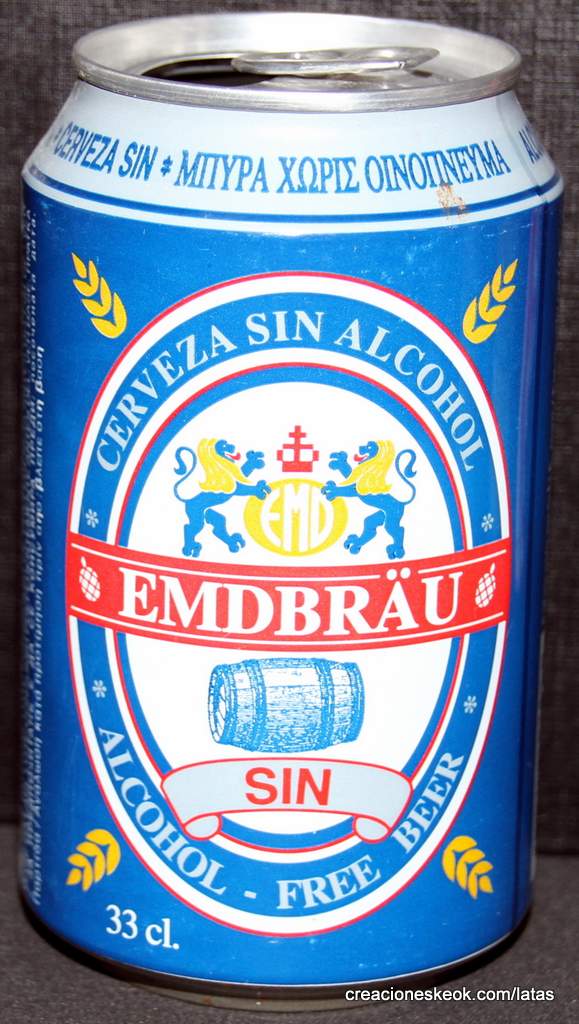 CERVEZA SIN * ΜΠΥΡΑ ΧΩΡΙΣ ΟΙΝΟΠΝΕΥΜΑ
CERVEZA SIN ALCOHOL
EMD
EMDBRÄU
SIN
ALCOHOL - FREE BEER
33 cl.
creacioneskeok.com/latas